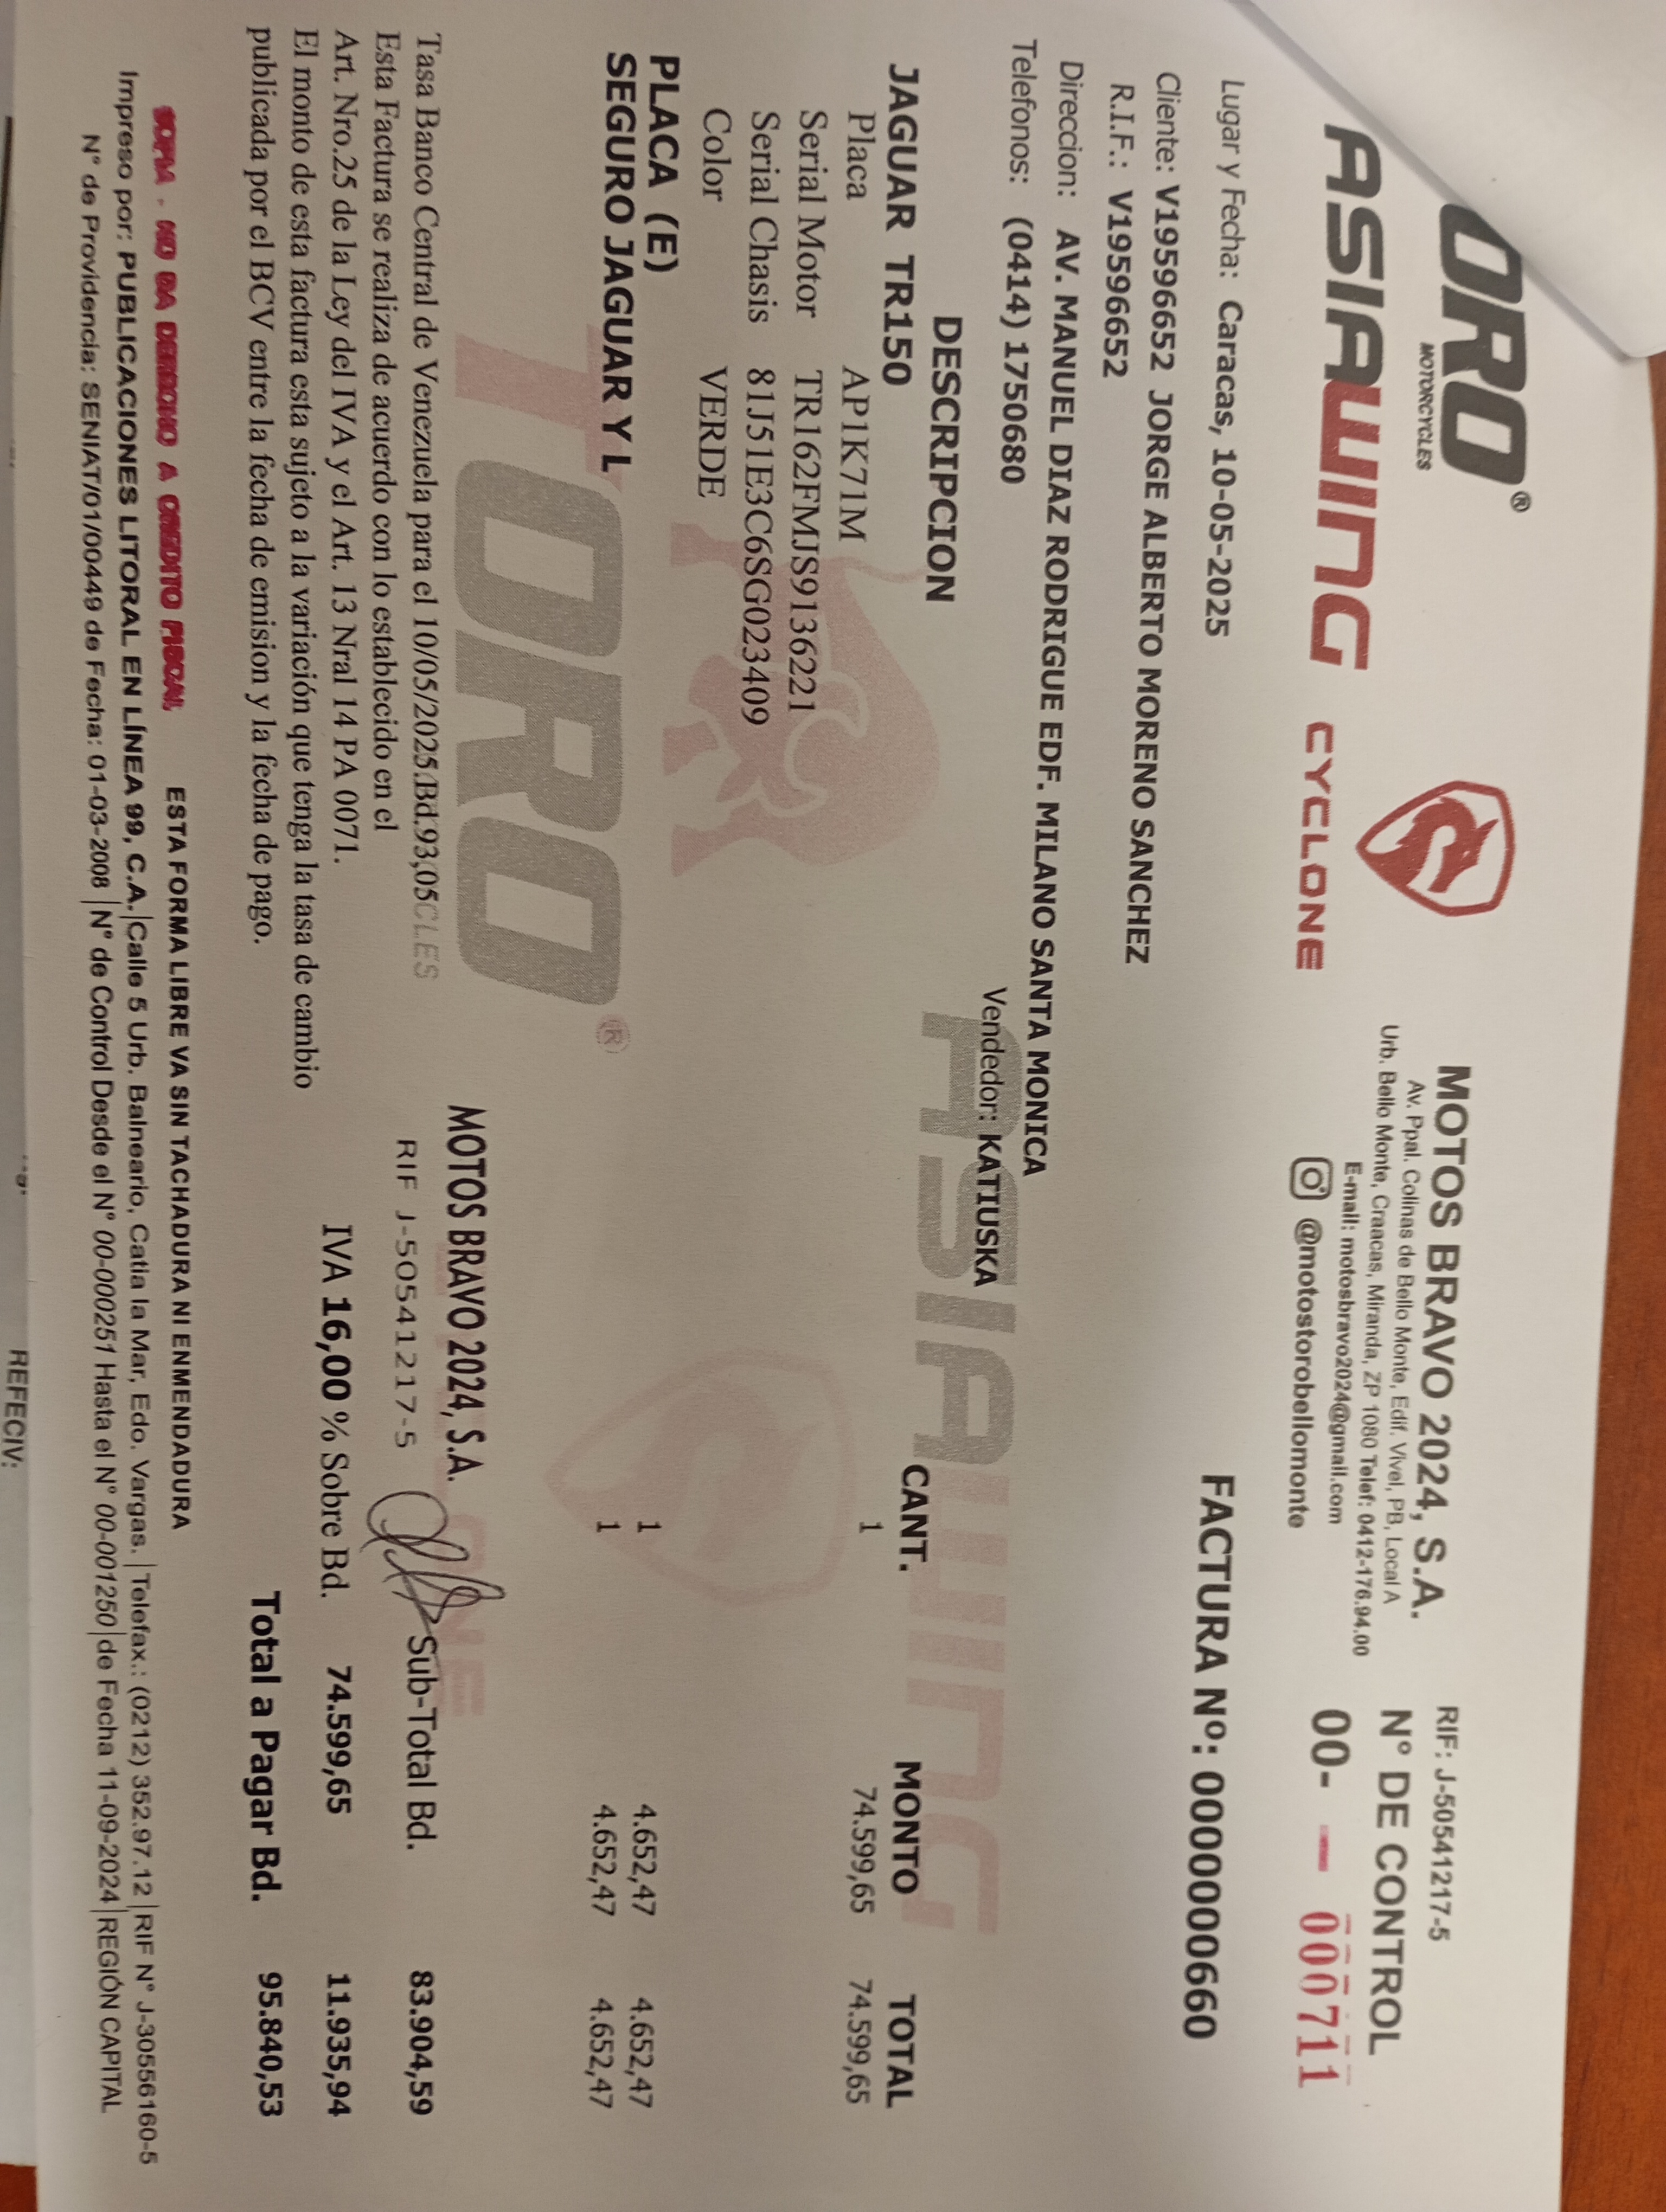 ORO®
MOTORCYCLES
ASIAWING CYCLONE
MOTOS BRAVO 2024, S.A.
Av. Ppal. Colinas de Bello Monte, Edif. Vivel, PB, Local A
Urb. Bello Monte, Craacas, Miranda, ZP 1080 Telef: 0412-176.94.00
E-mail: motosbravo2024@gmail.com
@motostorobellomonte
RIF: J-50541217-5
N° DE CONTROL
00- 000711
FACTURA Nº: 0000000660
Lugar y Fecha: Caracas, 10-05-2025
Cliente: V19596652 JORGE ALBERTO MORENO SANCHEZ
R.I.F.: V19596652
Direccion: AV. MANUEL DIAZ RODRIGUE EDF. MILANO SANTA MONICA
Telefonos: (0414) 1750680
Vendedor: KATIUSKA
DESCRIPCION CANT. MONTO TOTAL
JAGUAR TR150 1 74.599,65 74.599,65
Placa AP1K71M
Serial Motor TR162FMJS9136221
Serial Chasis 81J51E3C6SG023409
Color VERDE
PLACA (E) 1 4.652,47 4.652,47
SEGURO JAGUAR Y L 1 4.652,47 4.652,47
TORO®
ASIAWING
MOTOS BRAVO 2024, S.A.
RIF J-50541217-5
Tasa Banco Central de Venezuela para el 10/05/2025.Bd.93,05
Esta Factura se realiza de acuerdo con lo establecido en el
Art. Nro.25 de la Ley del IVA y el Art. 13 Nral 14 PA 0071.
El monto de esta factura esta sujeto a la variación que tenga la tasa de cambio
publicada por el BCV entre la fecha de emision y la fecha de pago.
Sub-Total Bd. 83.904,59
IVA 16,00 % Sobre Bd. 74.599,65 11.935,94
Total a Pagar Bd. 95.840,53
NO DA DERECHO A CREDITO FISCAL
ESTA FORMA LIBRE VA SIN TACHADURA NI ENMENDADURA
Impreso por: PUBLICACIONES LITORAL EN LÍNEA 99, C.A. |Calle 5 Urb. Balneario, Catia la Mar, Edo. Vargas. |Telefax.: (0212) 352.97.12 |RIF N° J-30556160-5
N° de Providencia: SENIAT/01/00449 de Fecha: 01-03-2008 |N° de Control Desde el N° 00-000251 Hasta el N° 00-001250| de Fecha 11-09-2024|REGIÓN CAPITAL
REFECIV: